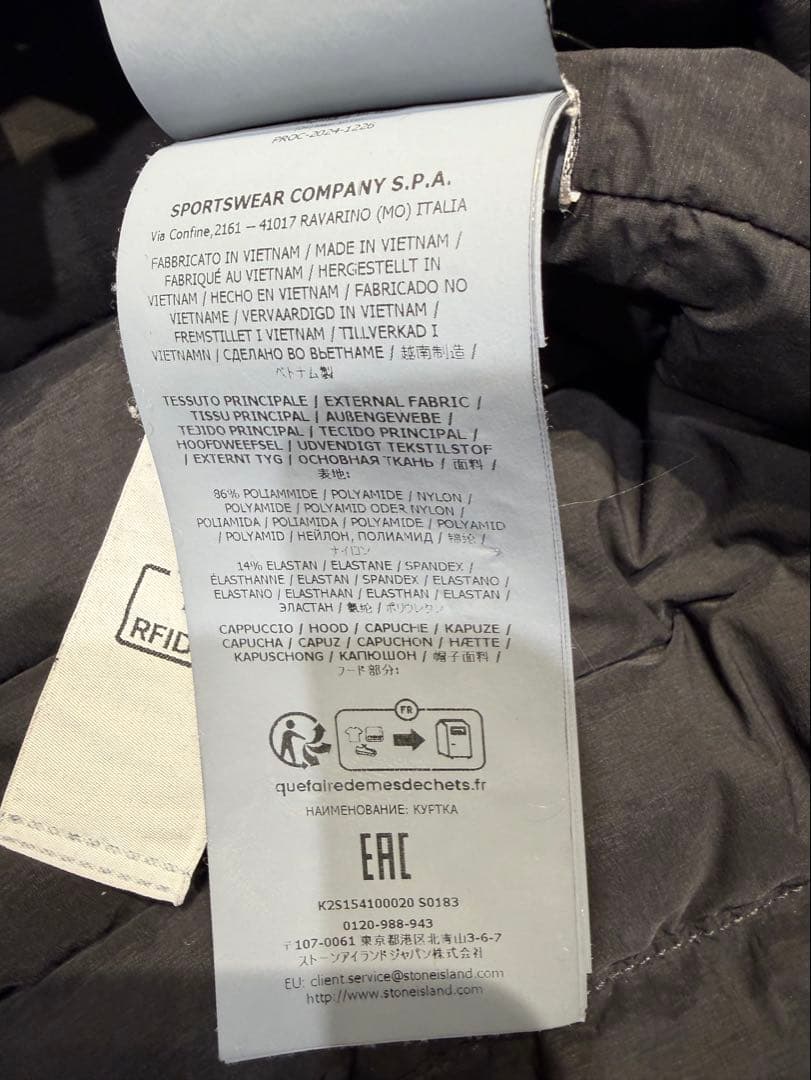 PROC-2024-1226
SPORTSWEAR COMPANY S.P.A.
Via Confine,2161 – 41017 RAVARINO (MO) ITALIA
FABBRICATO IN VIETNAM / MADE IN VIETNAM /
FABRIQUÉ AU VIETNAM / HERGESTELLT IN
VIETNAM / HECHO EN VIETNAM / FABRICADO NO
VIETNAME / VERVAARDIGD IN VIETNAM /
FREMSTILLET I VIETNAM / TILLVERKAD I
VIETNAMN / СДЕЛАНО ВО ВЬЕТНАМЕ / 越南制造 /
ベトナム製
TESSUTO PRINCIPALE / EXTERNAL FABRIC /
TISSU PRINCIPAL / AUßENGEWEBE /
TEJIDO PRINCIPAL / TECIDO PRINCIPAL /
HOOFDWEEFSEL / UDVENDIGT TEKSTILSTOF
/ EXTERNT TYG / ОСНОВНАЯ ТКАНЬ / 面料 /
表地:
86% POLIAMMIDE / POLYAMIDE / NYLON /
POLYAMIDE / POLYAMID ODER NYLON /
POLIAMIDA / POLIAMIDA / POLYAMIDE / POLYAMID
/ POLYAMID / НЕЙЛОН, ПОЛИАМИД / 锦纶 /
ナイロン
14% ELASTAN / ELASTANE / SPANDEX /
ÉLASTHANNE / ELASTAN / SPANDEX / ELASTANO /
ELASTANO / ELASTHAAN / ELASTHAN / ELASTAN /
ЭЛАСТАН / 氨纶 / ポリウレタン
CAPPUCCIO / HOOD / CAPUCHE / KAPUZE /
CAPUCHA / CAPUZ / CAPUCHON / HÆTTE /
KAPUSCHONG / КАПЮШОН / 帽子面料 /
フード部分:
FR
quefairedemesdechets.fr
НАИМЕНОВАНИЕ: КУРТКА
EAC
K2S154100020 S0183
0120-988-943
〒107-0061 東京都港区北青山3-6-7
ストーンアイランドジャパン株式会社
EU: client.service@stoneisland.com
http://www.stoneisland.com
RFID